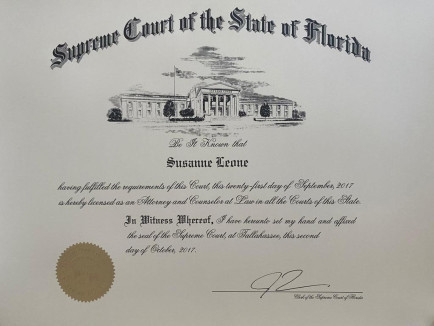 Supreme Court of the State of Florida
Be It Known that
Susanne Leone
having fulfilled the requirements of this Court, this twenty-first day of September, 2017
is hereby licensed as an Attorney and Counselor at Law in all the Courts of this State.
In Witness Whereof, I have hereunto set my hand and affixed
the seal of the Supreme Court, at Tallahassee, this second
day of October, 2017.
Clerk of the Supreme Court of Florida